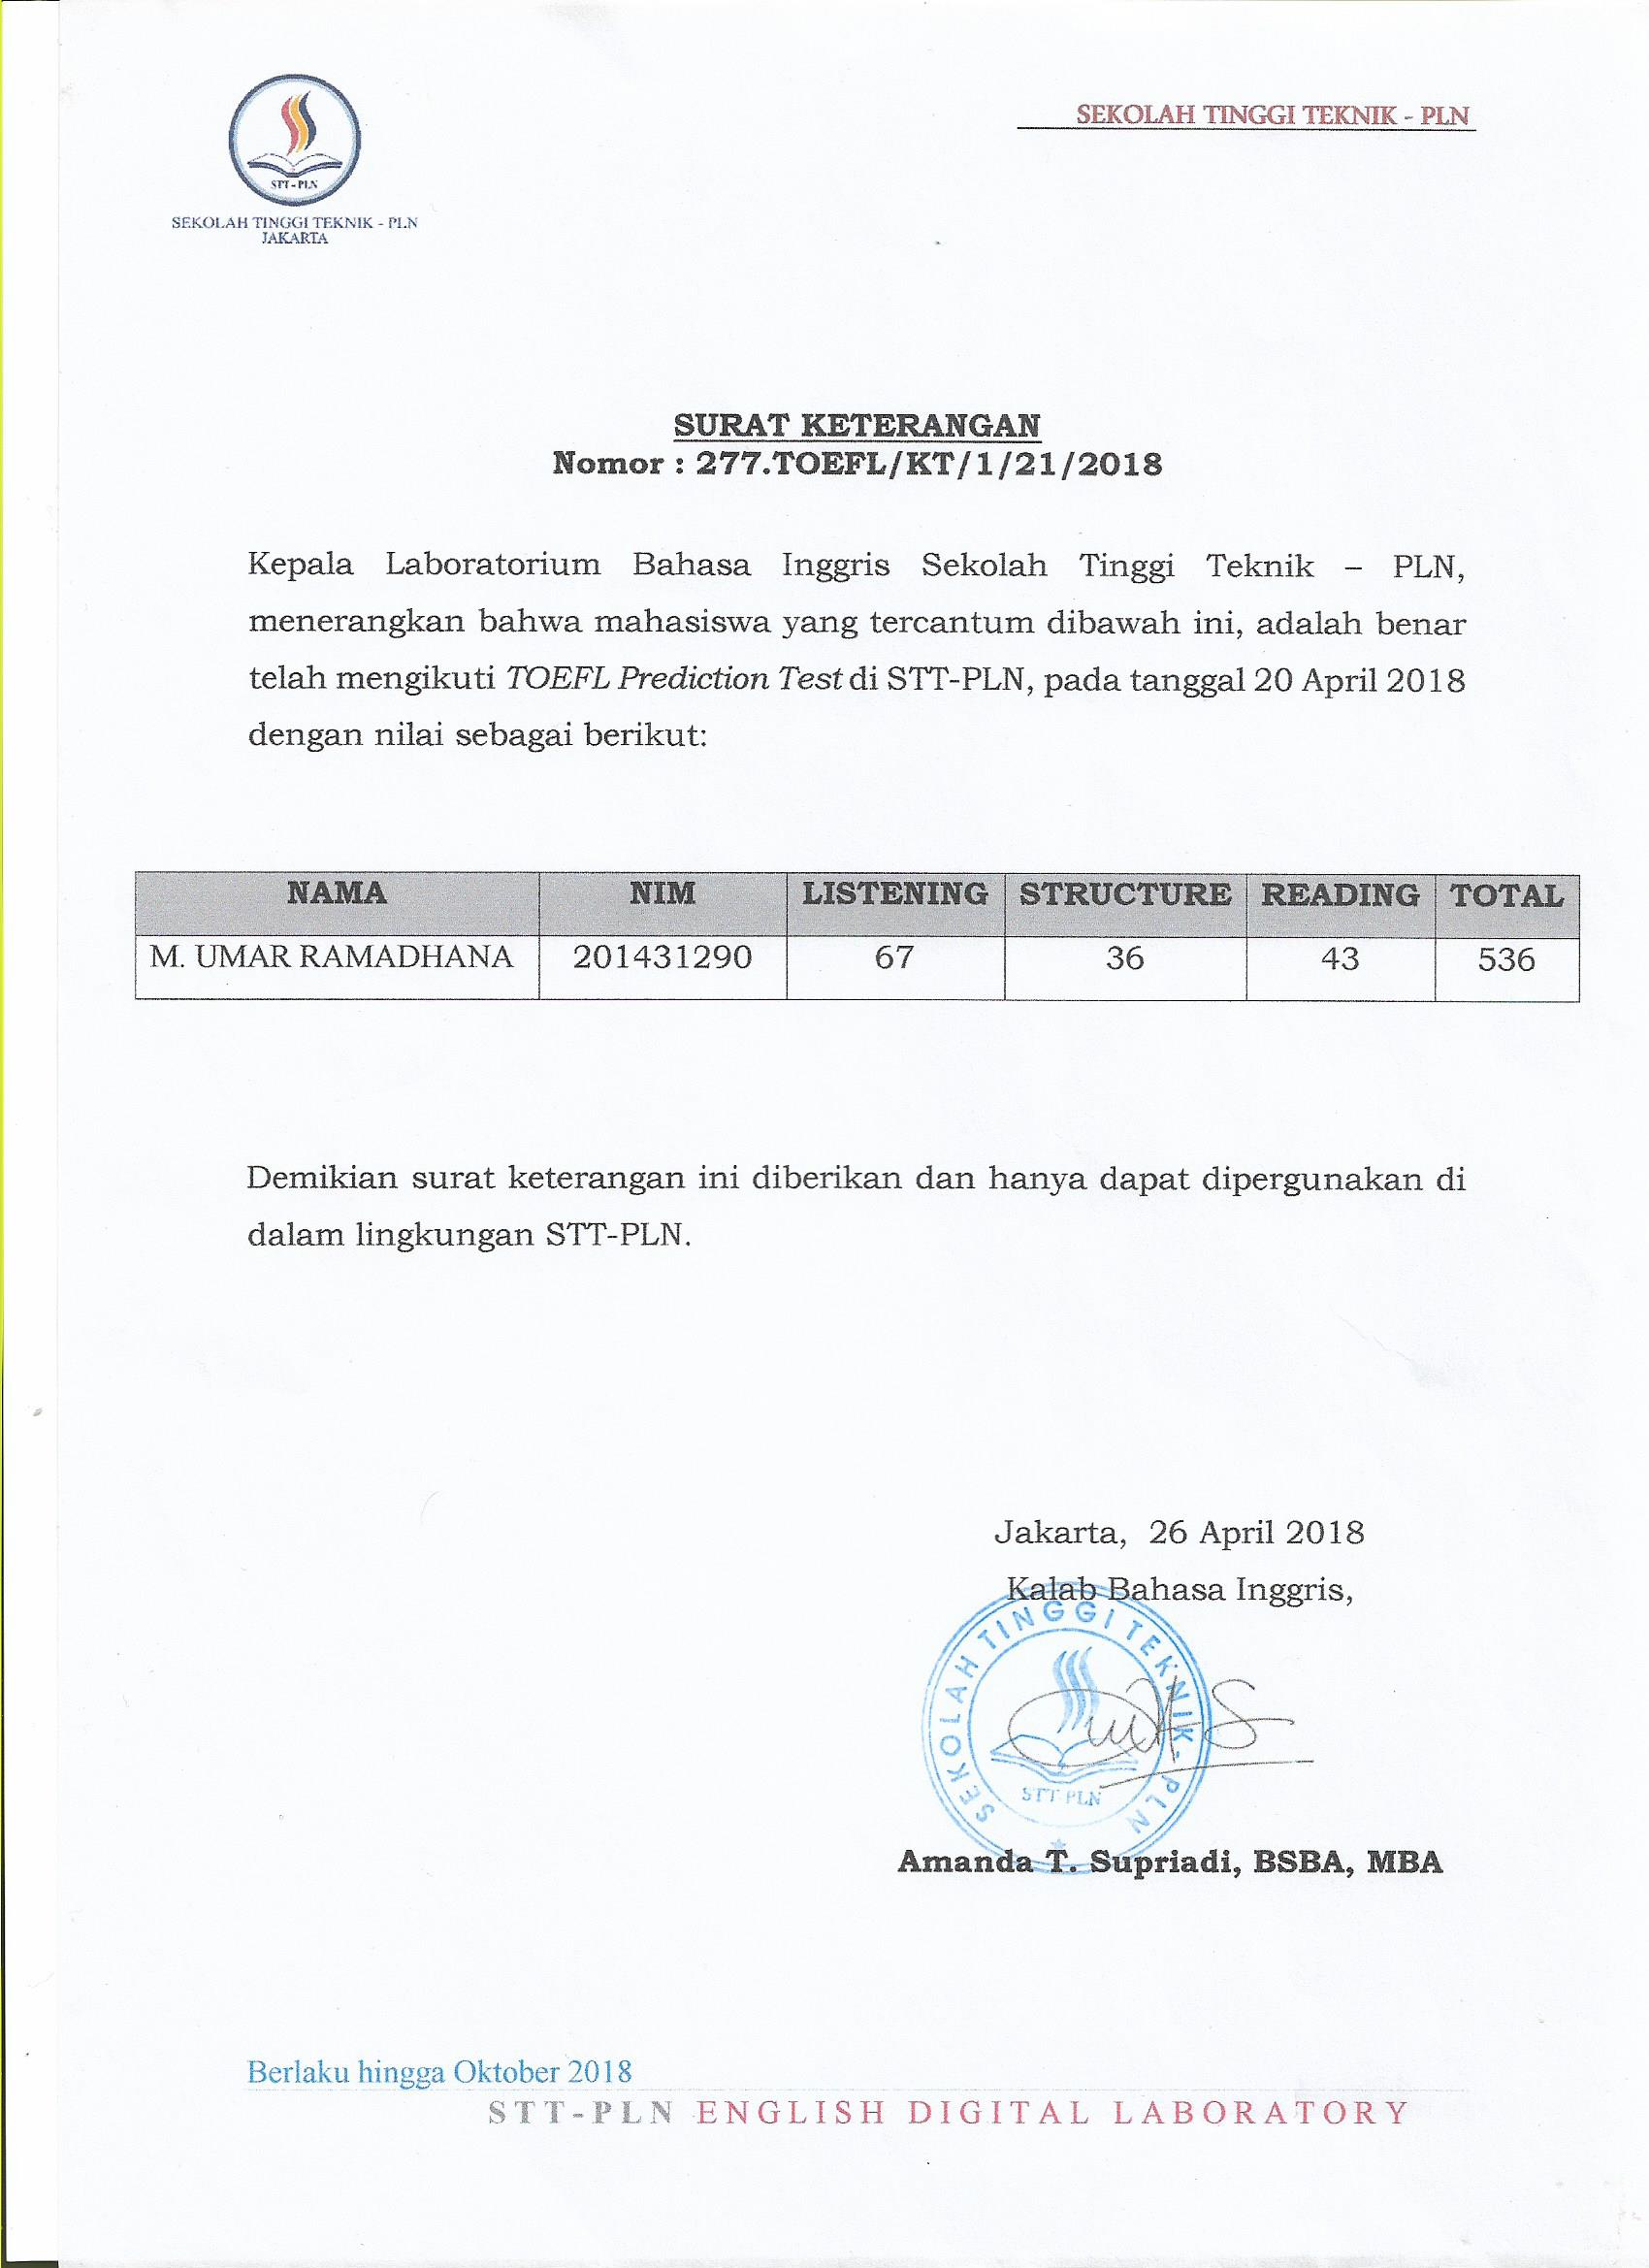 STT-PLN
SEKOLAH TINGGI TEKNIK - PLN
JAKARTA
SEKOLAH TINGGI TEKNIK - PLN
SURAT KETERANGAN
Nomor : 277.TOEFL/KT/1/21/2018
Kepala Laboratorium Bahasa Inggris Sekolah Tinggi Teknik – PLN,
menerangkan bahwa mahasiswa yang tercantum dibawah ini, adalah benar
telah mengikuti TOEFL Prediction Test di STT-PLN, pada tanggal 20 April 2018
dengan nilai sebagai berikut:
NAMA NIM LISTENING STRUCTURE READING TOTAL
M. UMAR RAMADHANA 201431290 67 36 43 536
Demikian surat keterangan ini diberikan dan hanya dapat dipergunakan di
dalam lingkungan STT-PLN.
Jakarta, 26 April 2018
Kalab Bahasa Inggris,
SEKOLAH TINGGI TEKNIK - PLN
STT PLN
Amanda T. Supriadi, BSBA, MBA
Berlaku hingga Oktober 2018
STT-PLN ENGLISH DIGITAL LABORATORY